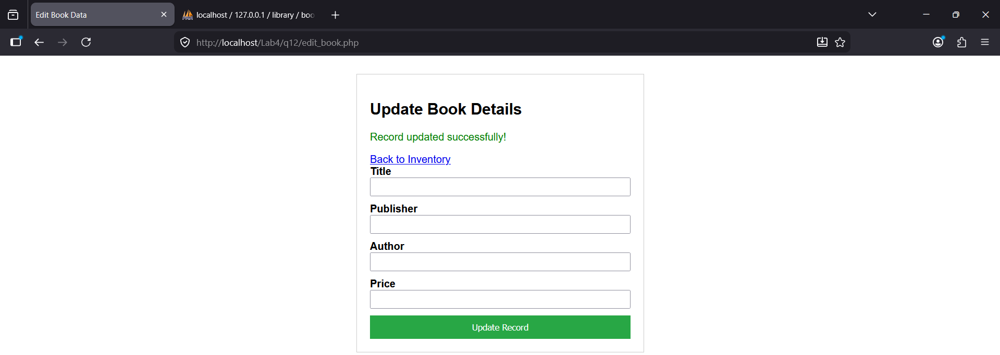 Edit Book Data
localhost / 127.0.0.1 / library / boo
http://localhost/Lab4/q12/edit_book.php
Update Book Details
Record updated successfully!
Back to Inventory
Title
Publisher
Author
Price
Update Record